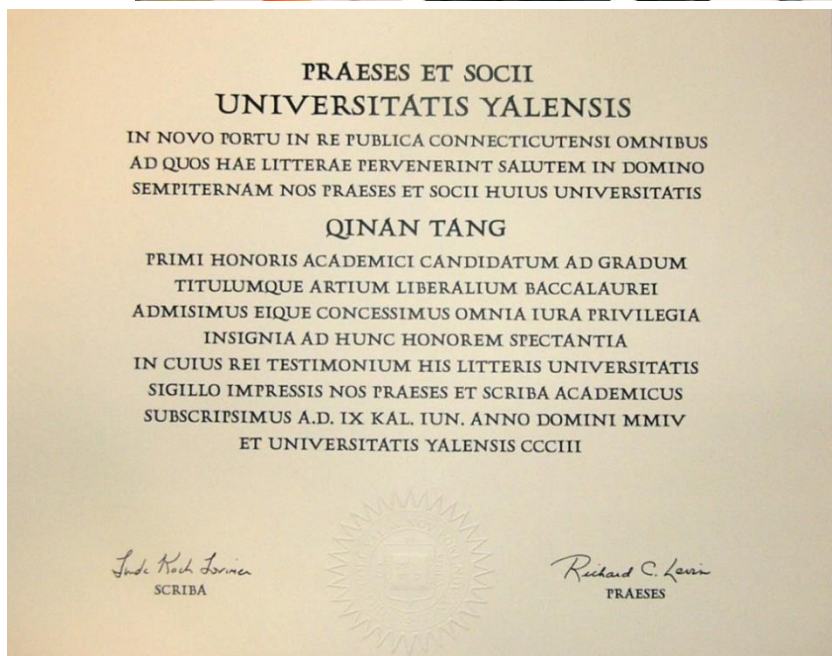 PRAESES ET SOCII
UNIVERSITATIS YALENSIS
IN NOVO PORTU IN RE PUBLICA CONNECTICUTENSI OMNIBUS
AD QUOS HAE LITTERAE PERVENERINT SALUTEM IN DOMINO
SEMPITERNAM NOS PRAESES ET SOCII HUIUS UNIVERSITATIS
QINAN TANG
PRIMI HONORIS ACADEMICI CANDIDATUM AD GRADUM
TITULUMQUE ARTIUM LIBERALIUM BACCALAUREI
ADMISIMUS EIQUE CONCESSIMUS OMNIA IURA PRIVILEGIA
INSIGNIA AD HUNC HONOREM SPECTANTIA
IN CUIUS REI TESTIMONIUM HIS LITTERIS UNIVERSITATIS
SIGILLO IMPRESSIS NOS PRAESES ET SCRIBA ACADEMICUS
SUBSCRIPSIMUS A.D. IX KAL. IUN. ANNO DOMINI MMIV
ET UNIVERSITATIS YALENSIS CCCIII
Linda Koch Lorimer
SCRIBA
Richard C. Levin
PRAESES